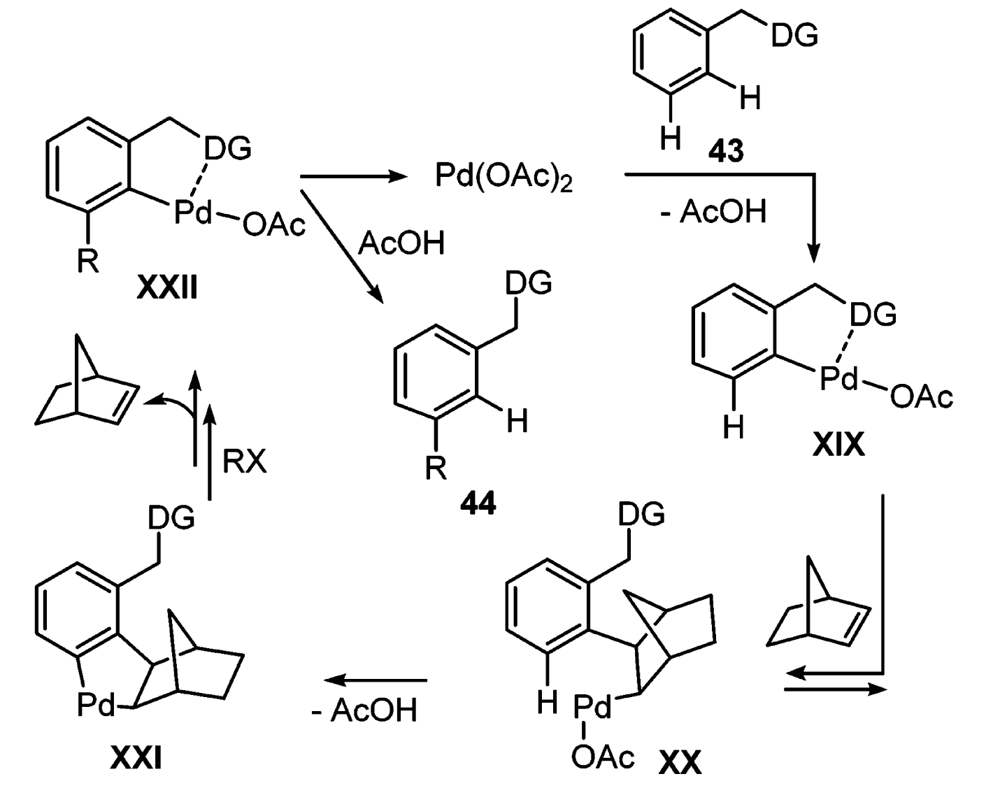 DG
H
H
43
DG
Pd
OAc
R
XXII
Pd(OAc)2
- AcOH
AcOH
DG
H
R
44
DG
Pd
OAc
H
XIX
RX
DG
Pd
XXI
- AcOH
DG
H
Pd
OAc
XX